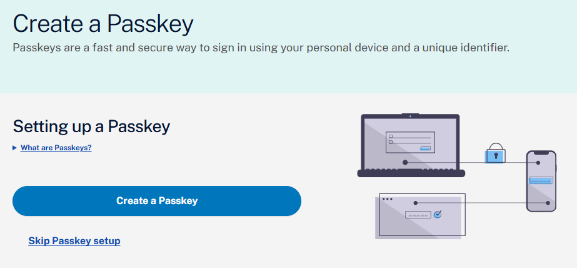 Create a Passkey
Passkeys are a fast and secure way to sign in using your personal device and a unique identifier.
Setting up a Passkey
What are Passkeys?
Create a Passkey
Skip Passkey setup